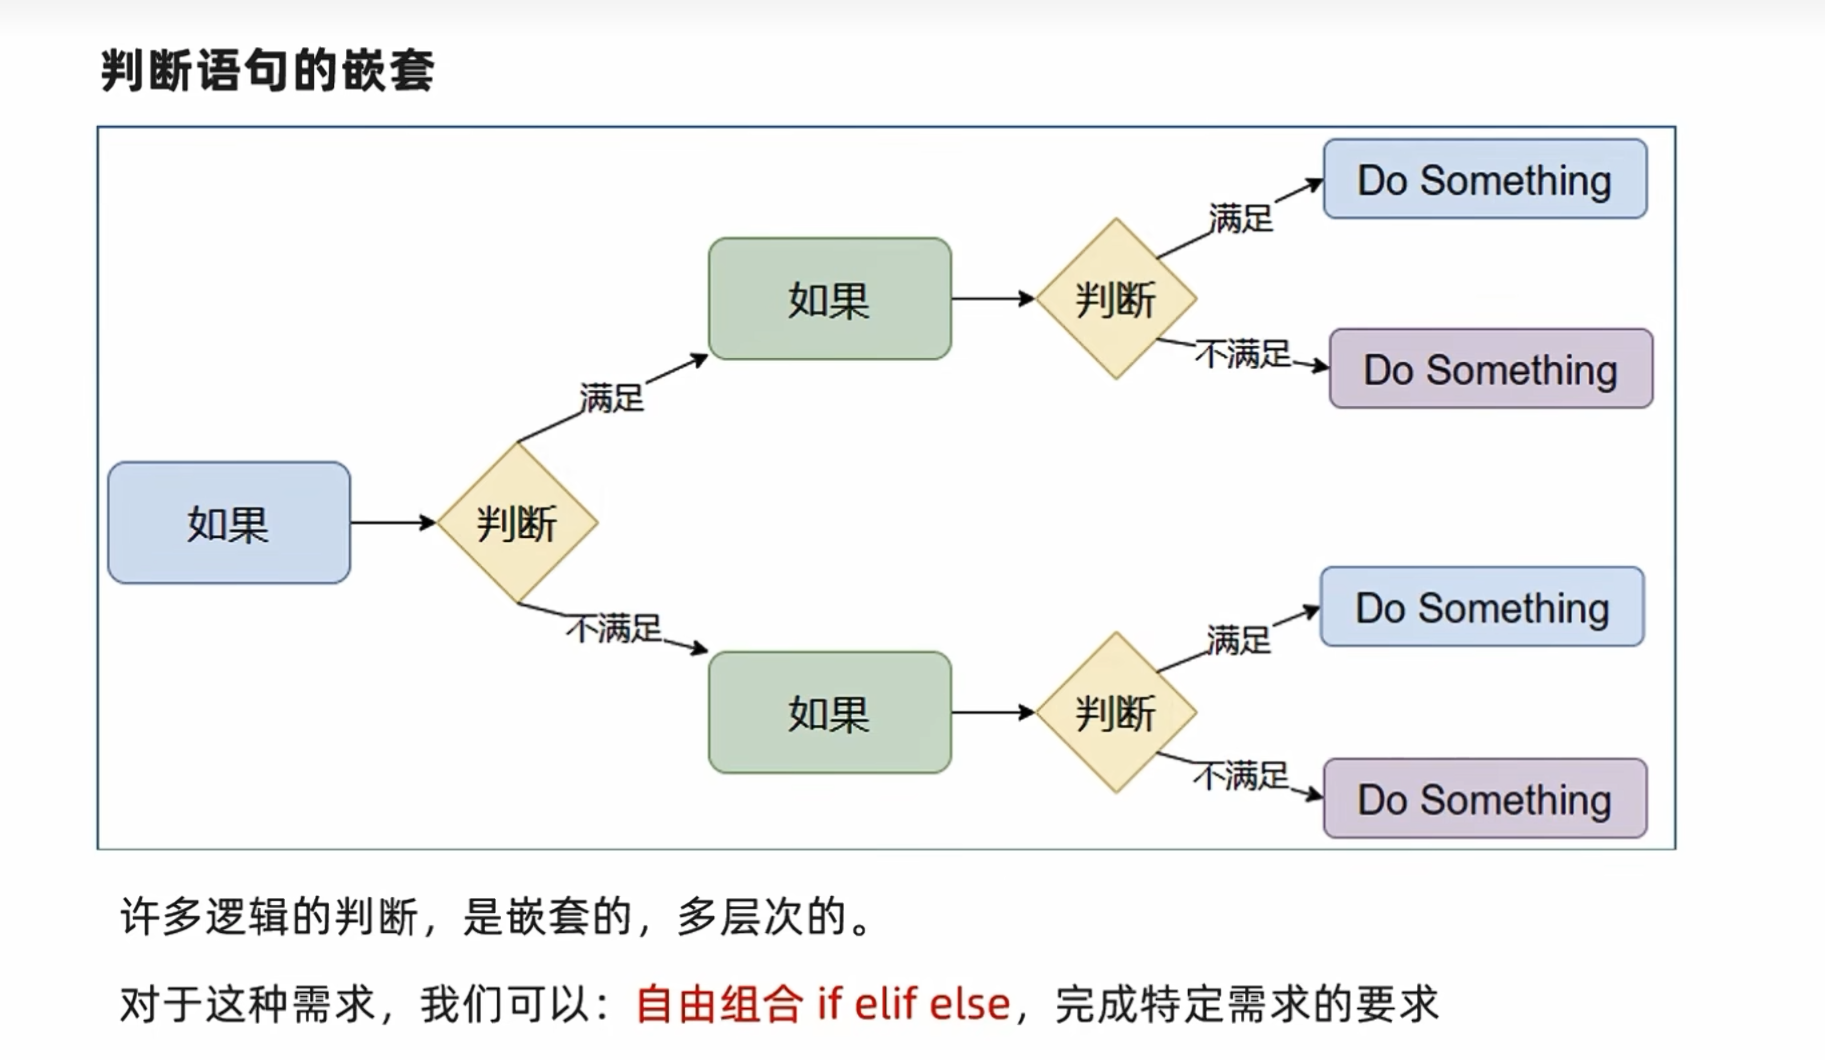 判断语句的嵌套
Do Something
满足
如果
判断
不满足
Do Something
满足
如果
判断
不满足
Do Something
满足
如果
判断
不满足
Do Something
许多逻辑的判断，是嵌套的，多层次的。
对于这种需求，我们可以：自由组合 if elif else，完成特定需求的要求